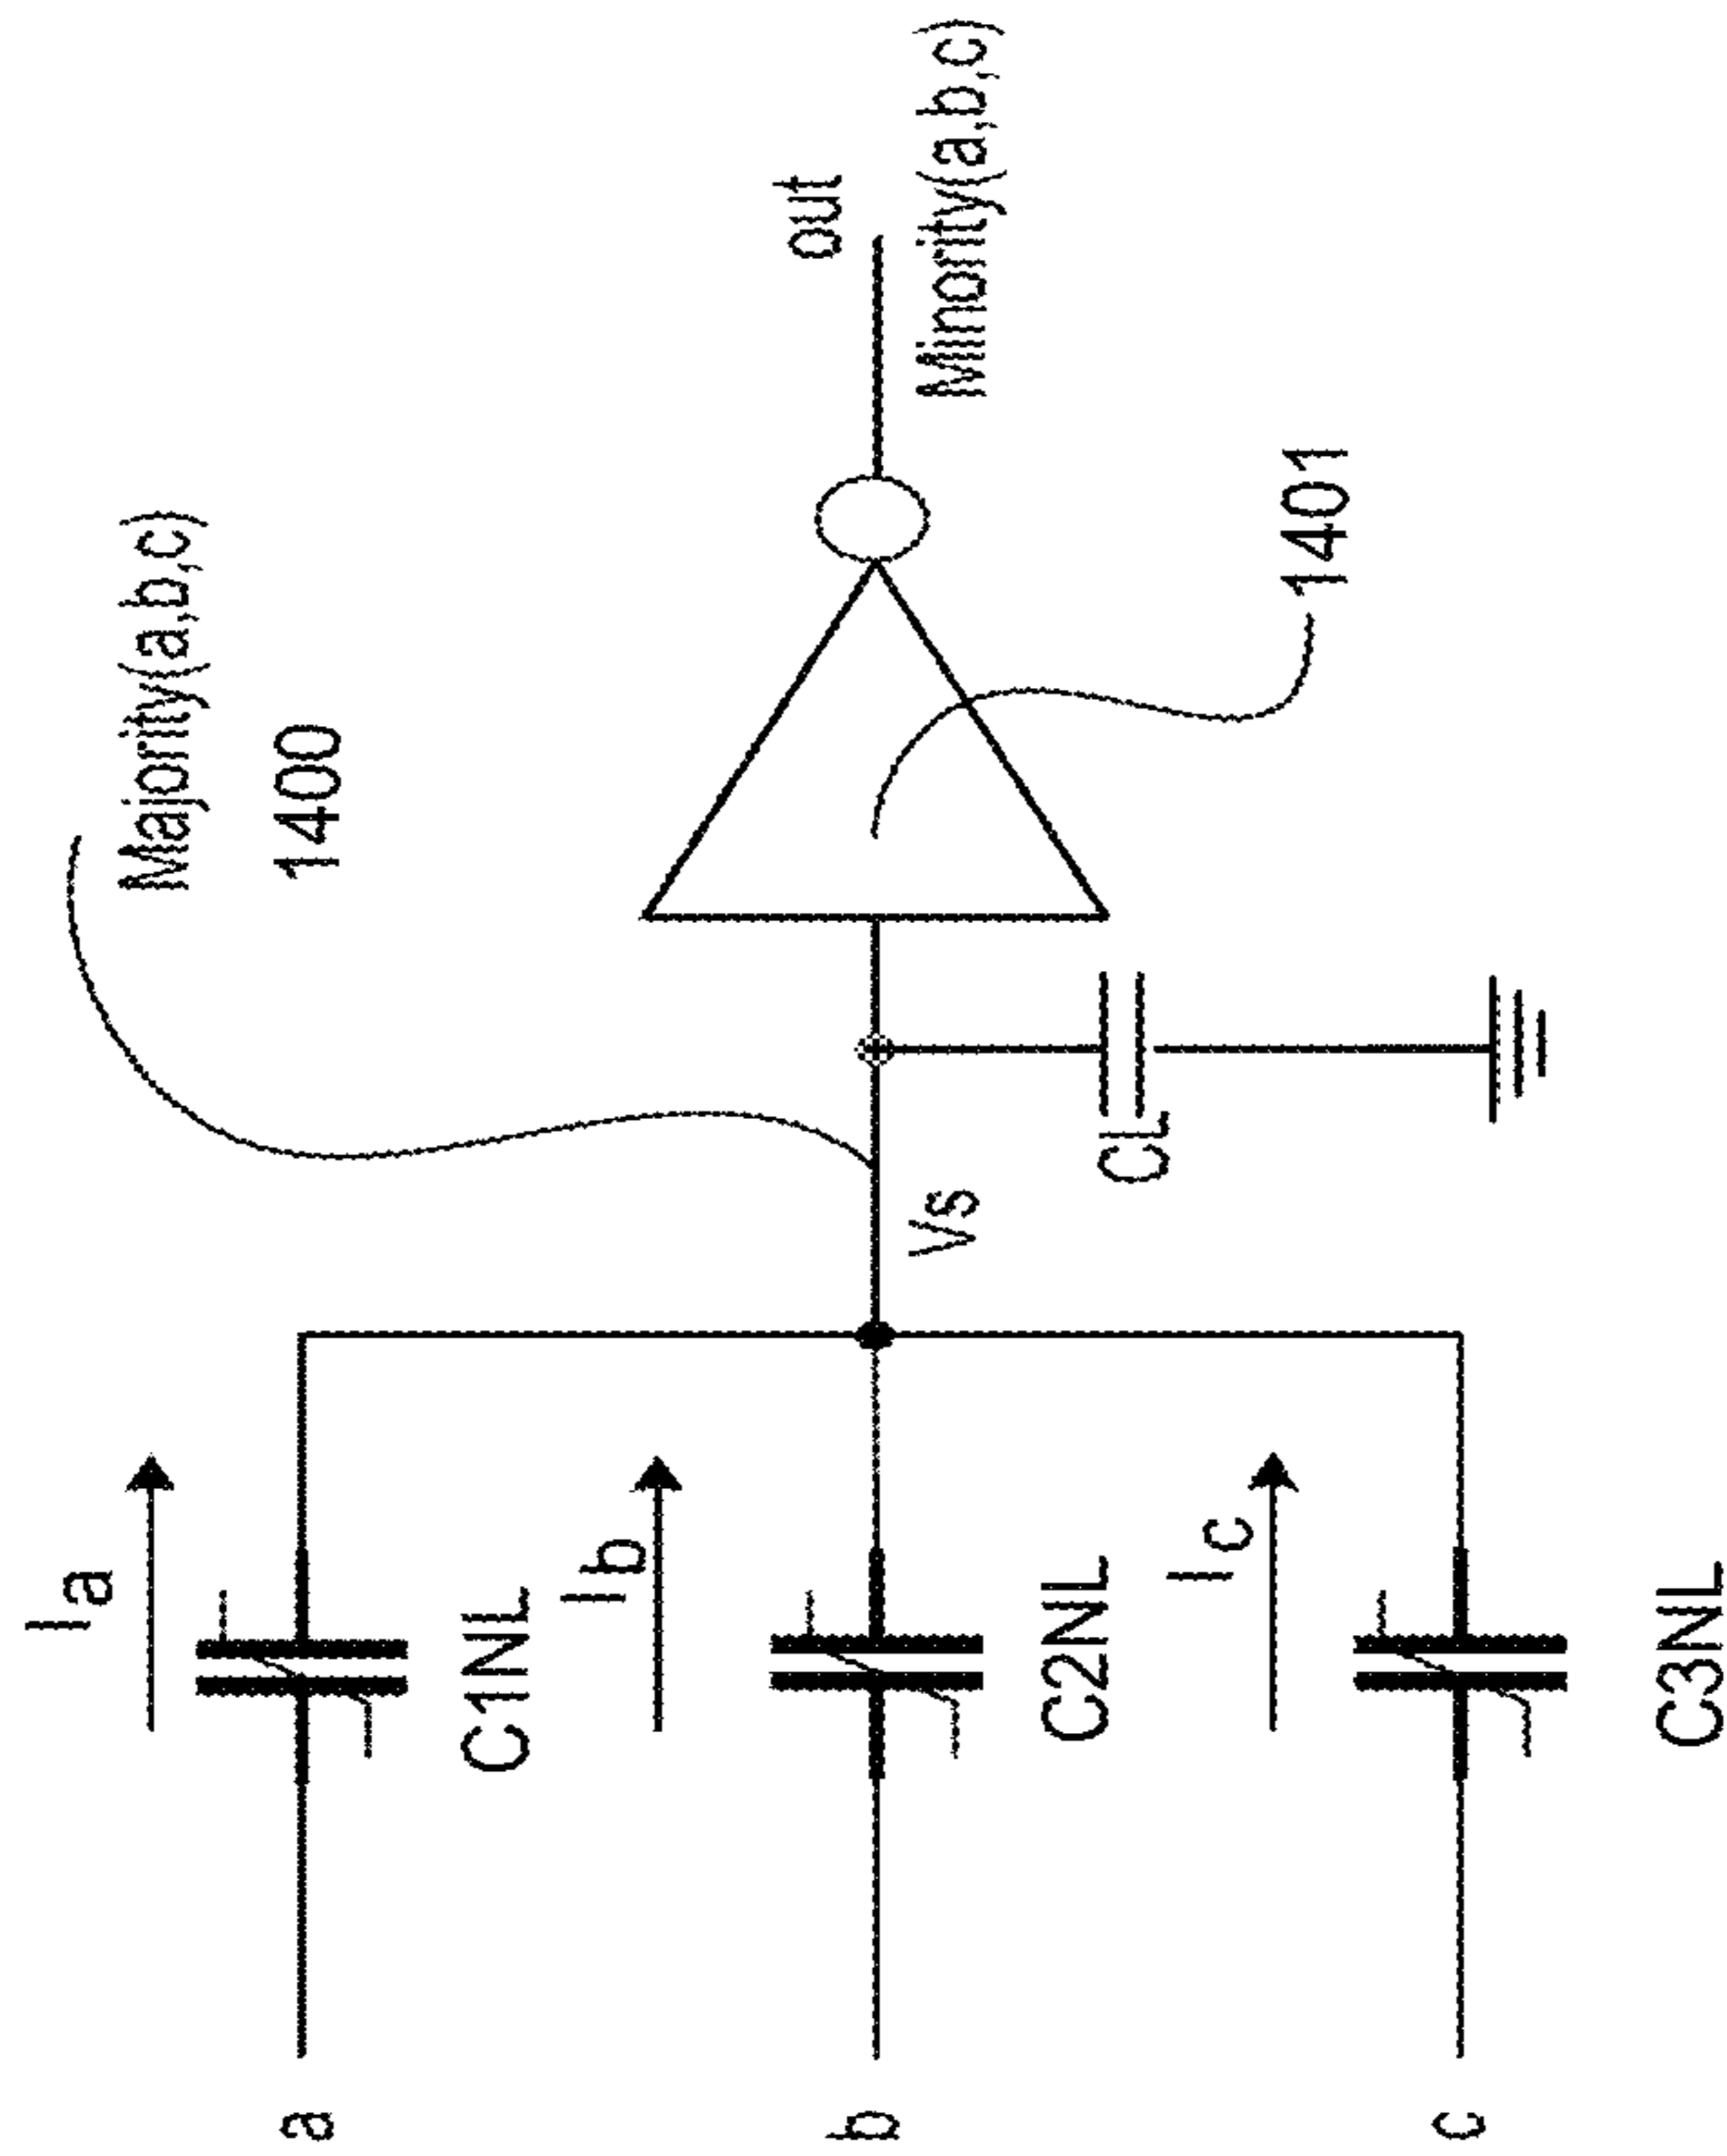 Majority(a,b,c)
1400
Ia
a
C1NL
Ib
b
C2NL
Ic
c
C3NL
Vs
CL
1401
out
Minority(a,b,c)